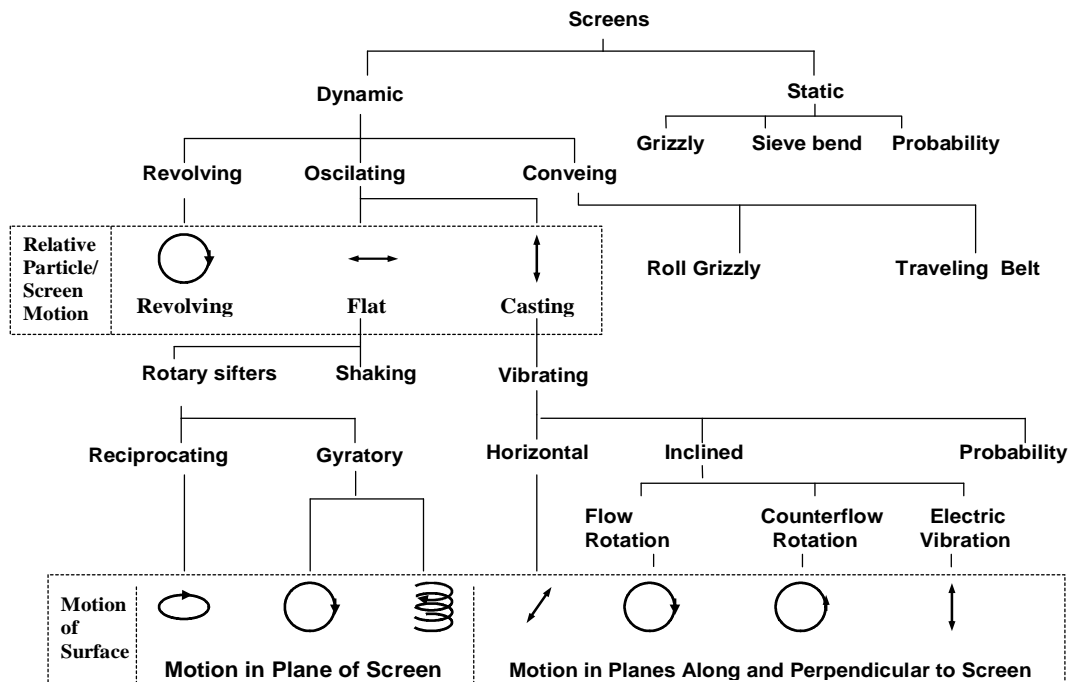 Screens
Dynamic
Static
Grizzly
Sieve bend
Probability
Revolving
Oscilating
Conveing
Relative
Particle/
Screen
Motion
Revolving
Flat
Casting
Roll Grizzly
Traveling Belt
Rotary sifters
Shaking
Vibrating
Reciprocating
Gyratory
Horizontal
Inclined
Probability
Flow
Rotation
Counterflow
Rotation
Electric
Vibration
Motion
of
Surface
Motion in Plane of Screen
Motion in Planes Along and Perpendicular to Screen